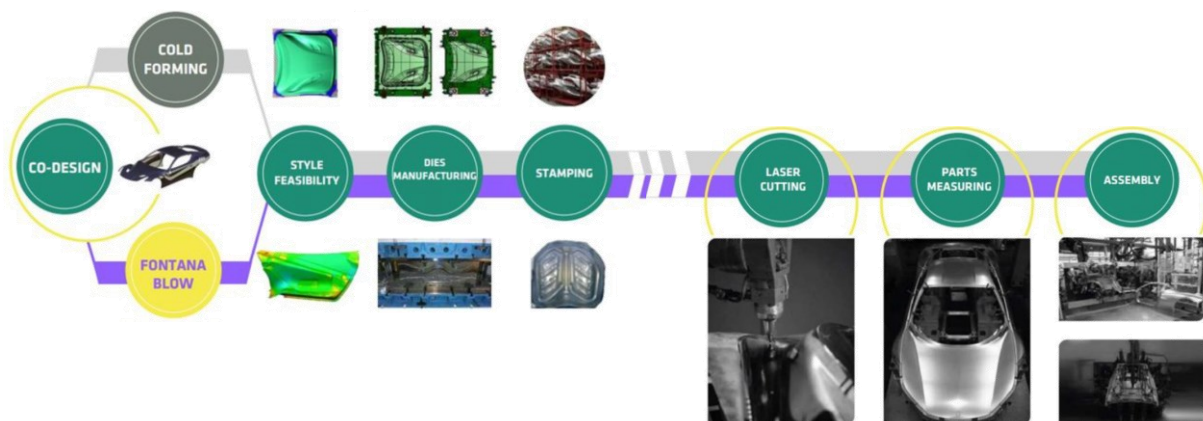 COLD
FORMING
CO-DESIGN
FONTANA
BLOW
STYLE
FEASIBILITY
DIES
MANUFACTURING
STAMPING
LASER
CUTTING
PARTS
MEASURING
ASSEMBLY